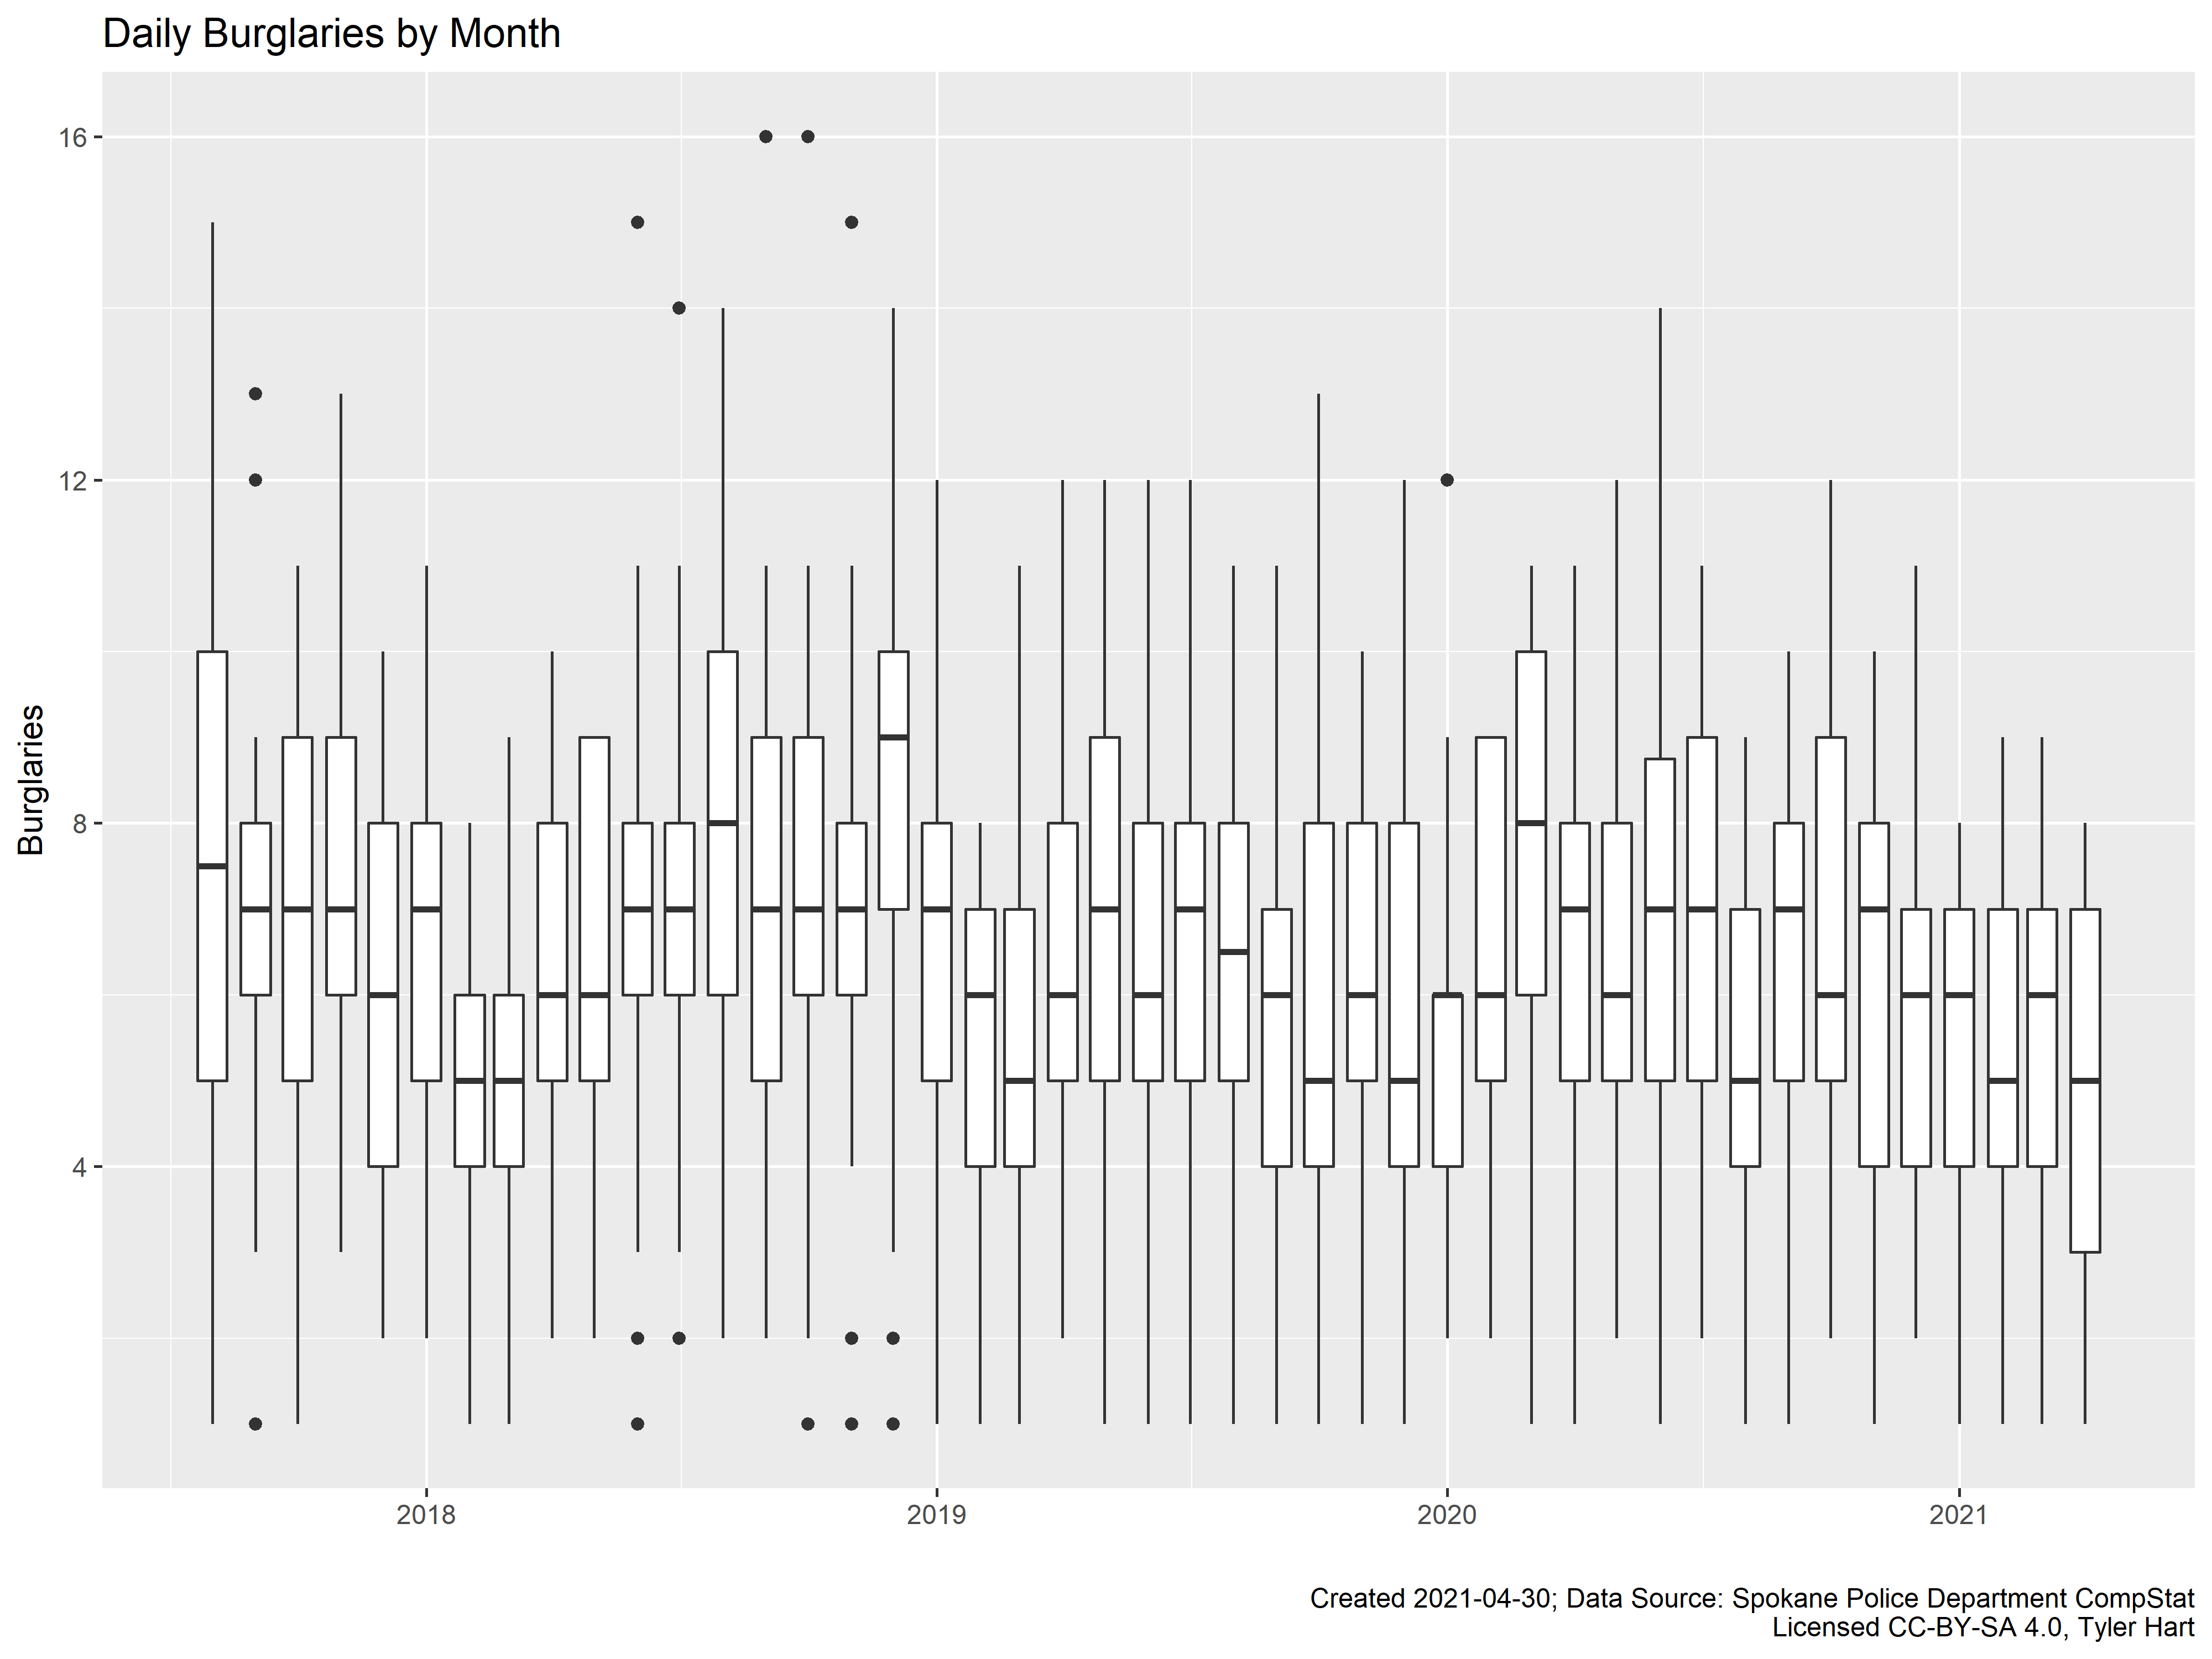 Daily Burglaries by Month
16
12
8
4
Burglaries
2018 2019 2020 2021
Created 2021-04-30; Data Source: Spokane Police Department CompStat
Licensed CC-BY-SA 4.0, Tyler Hart